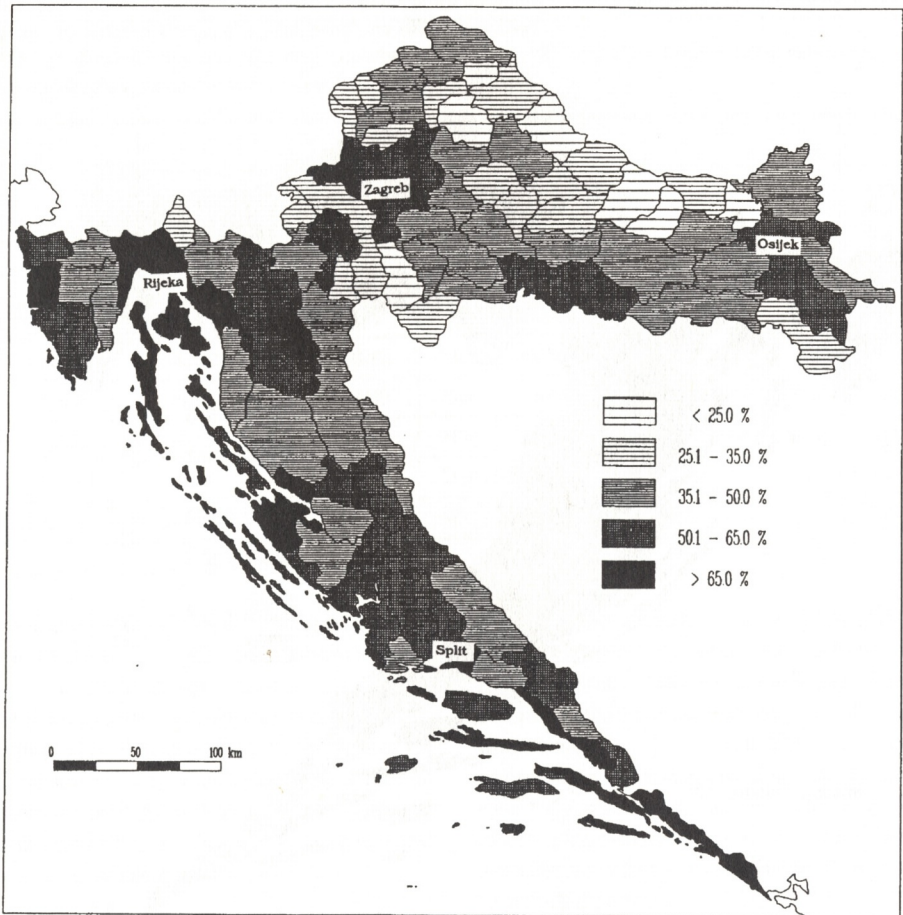 Zagreb
Osijek
Rijeka
< 25.0 %
25.1 - 35.0 %
35.1 - 50.0 %
50.1 - 65.0 %
> 65.0 %
Split
0 50 100 km